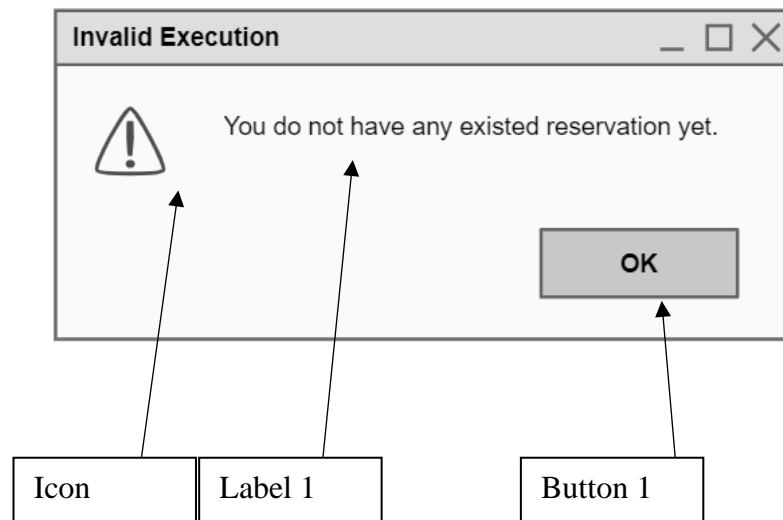 Invalid Execution
You do not have any existed reservation yet.
OK
Icon
Label 1
Button 1